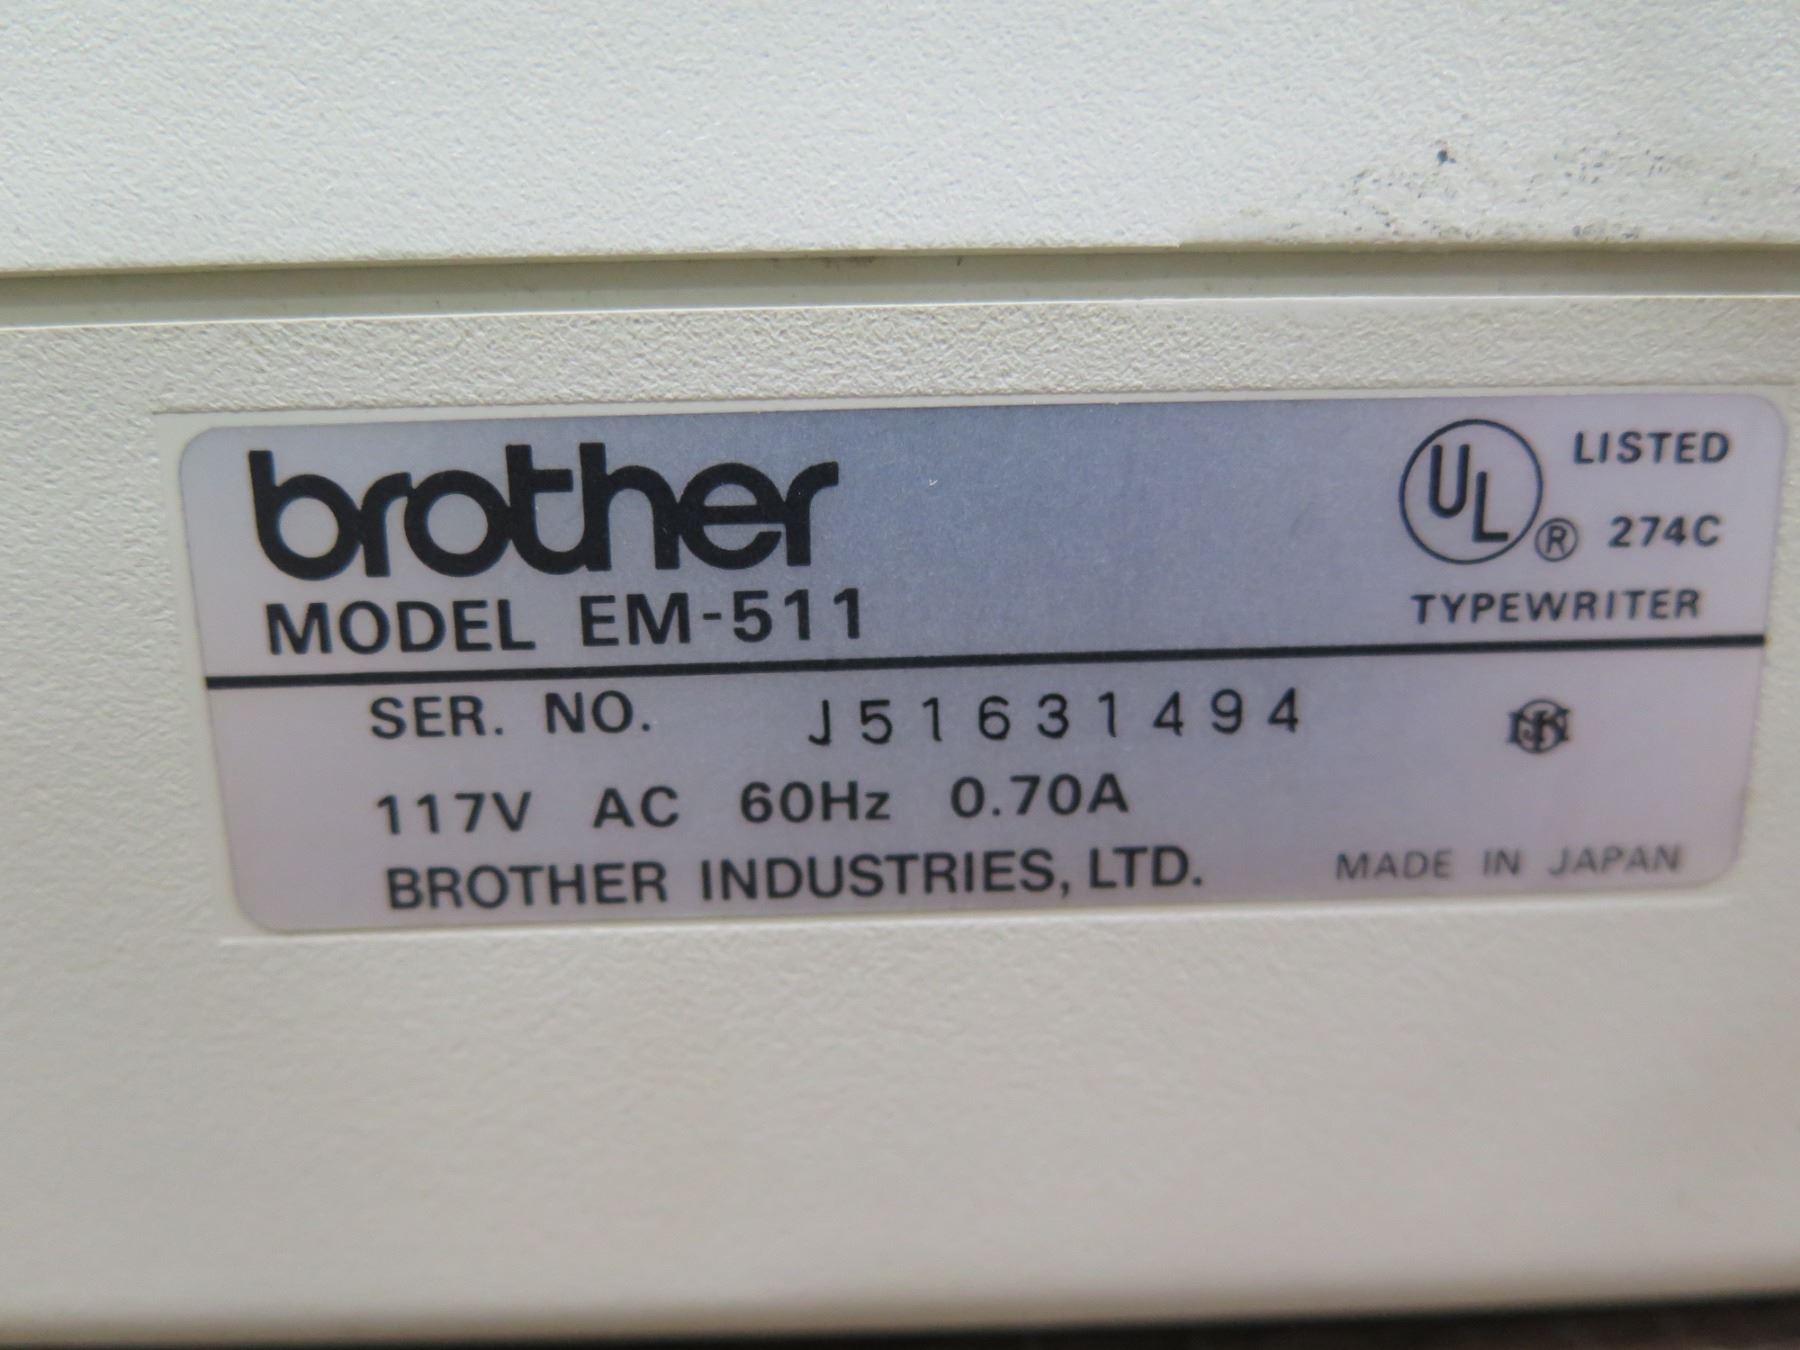 brother
MODEL EM-511
UL ® LISTED
274C
TYPEWRITER
SER. NO. J51631494
117V AC 60Hz 0.70A
BROTHER INDUSTRIES, LTD.
MADE IN JAPAN